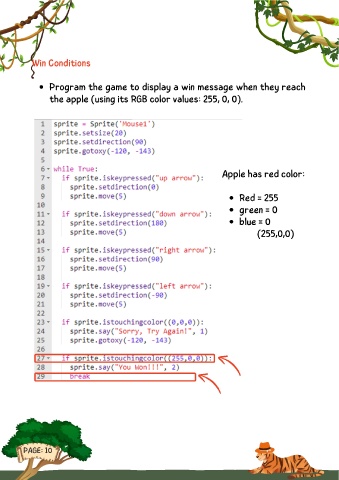 Win Conditions
• Program the game to display a win message when they reach
the apple (using its RGB color values: 255, 0, 0).
1 sprite = Sprite('Mouse1')
2 sprite.setsize(20)
3 sprite.setdirection(90)
4 sprite.gotoxy(-120, -143)
5
6 while True:
7 if sprite.iskeypressed("up arrow"):
8 sprite.setdirection(0)
9 sprite.move(5)
10
11 if sprite.iskeypressed("down arrow"):
12 sprite.setdirection(180)
13 sprite.move(5)
14
15 if sprite.iskeypressed("right arrow"):
16 sprite.setdirection(90)
17 sprite.move(5)
18
19 if sprite.iskeypressed("left arrow"):
20 sprite.setdirection(-90)
21 sprite.move(5)
22
23 if sprite.istouchingcolor((0,0,0)):
24 sprite.say("Sorry, Try Again!", 1)
25 sprite.gotoxy(-120, -143)
26
27 if sprite.istouchingcolor((255,0,0)):
28 sprite.say("You Won!!!", 2)
29 break
Apple has red color:
• Red = 255
• green = 0
• blue = 0
(255,0,0)
PAGE: 10